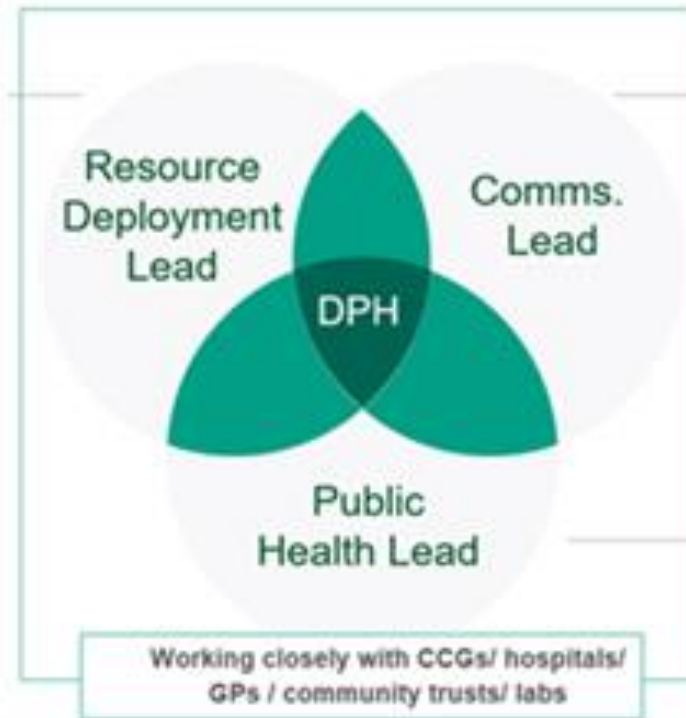 Resource
Deployment
Lead
Comms.
Lead
DPH
Public
Health Lead
Working closely with CCGs/ hospitals/
GPs / community trusts/ labs